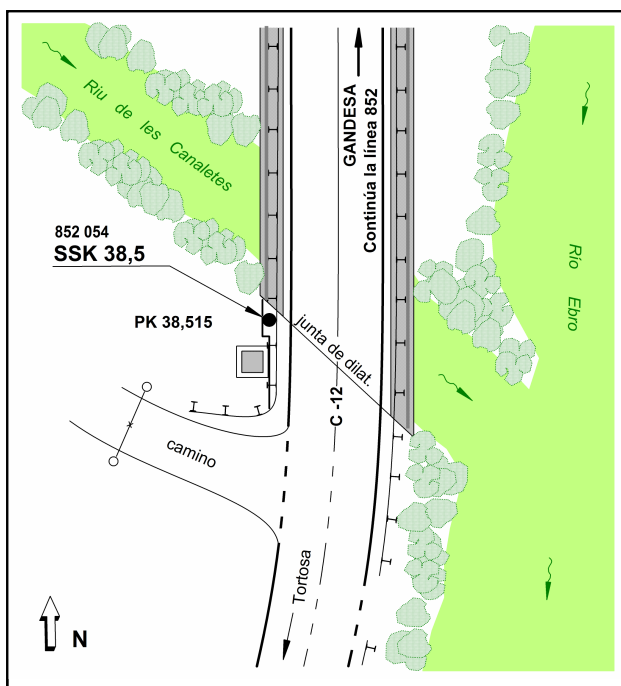 Riu de les
Canaletes
GANDESA
Continúa la línea 852
852 054
SSK 38,5
Río Ebro
PK 38,515
junta de dilat.
C -12
camino
Tortosa
N